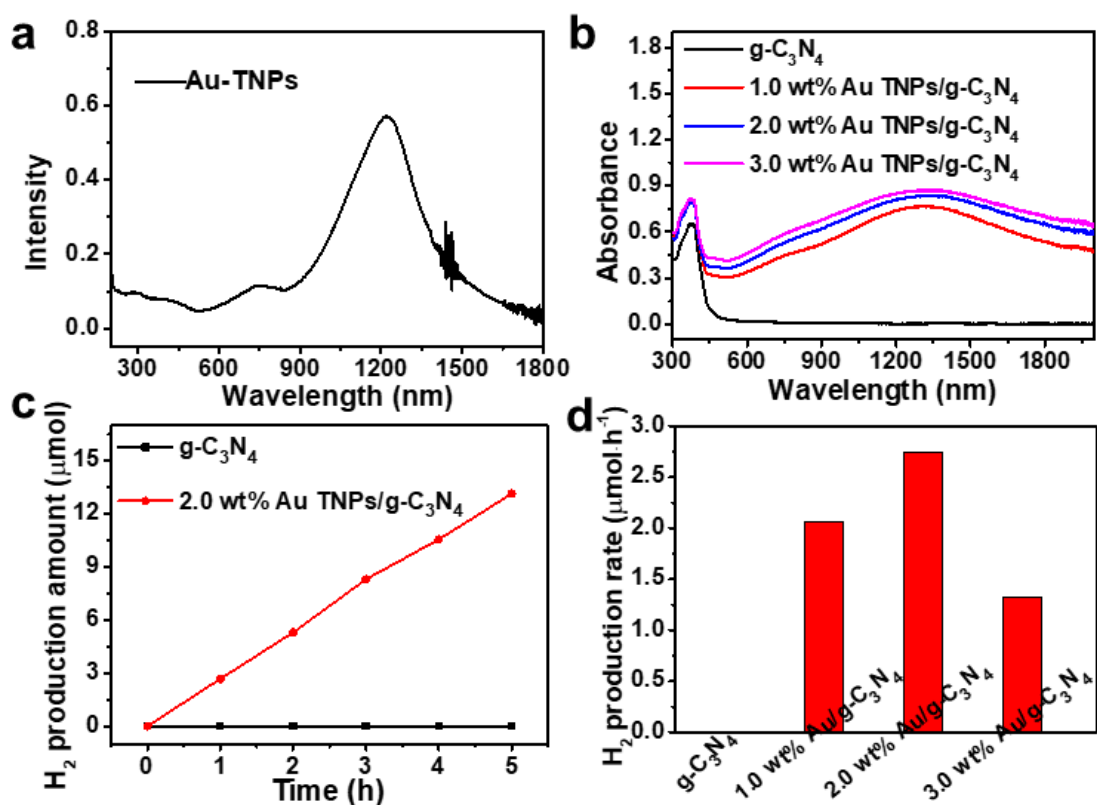 a
0.8
0.6
0.4
0.2
0.0
Intensity
Au-TNPs
300 600 900 1200 1500 1800
Wavelength (nm)
b
1.8
1.5
1.2
0.9
0.6
0.3
0.0
Absorbance
g-C₃N₄
1.0 wt% Au TNPs/g-C₃N₄
2.0 wt% Au TNPs/g-C₃N₄
3.0 wt% Au TNPs/g-C₃N₄
300 600 900 1200 1500 1800
Wavelength (nm)
c
15
12
9
6
3
0
H₂ production amount (μmol)
g-C₃N₄
2.0 wt% Au TNPs/g-C₃N₄
0 1 2 3 4 5
Time (h)
d
3.0
2.5
2.0
1.5
1.0
0.5
0.0
H₂ production rate (μmol·h⁻¹)
g-C₃N₄
1.0 wt% Au/g-C₃N₄
2.0 wt% Au/g-C₃N₄
3.0 wt% Au/g-C₃N₄